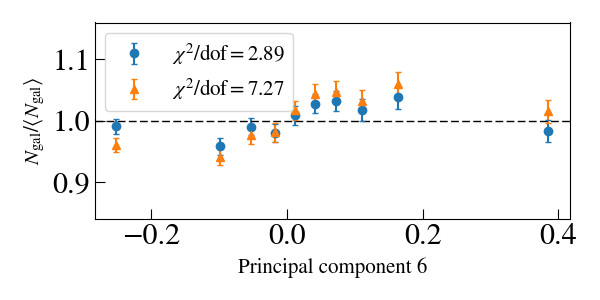 χ²/dof = 2.89
χ²/dof = 7.27
N_gal/⟨N_gal⟩
1.1
1.0
0.9
−0.2 0.0 0.2 0.4
Principal component 6